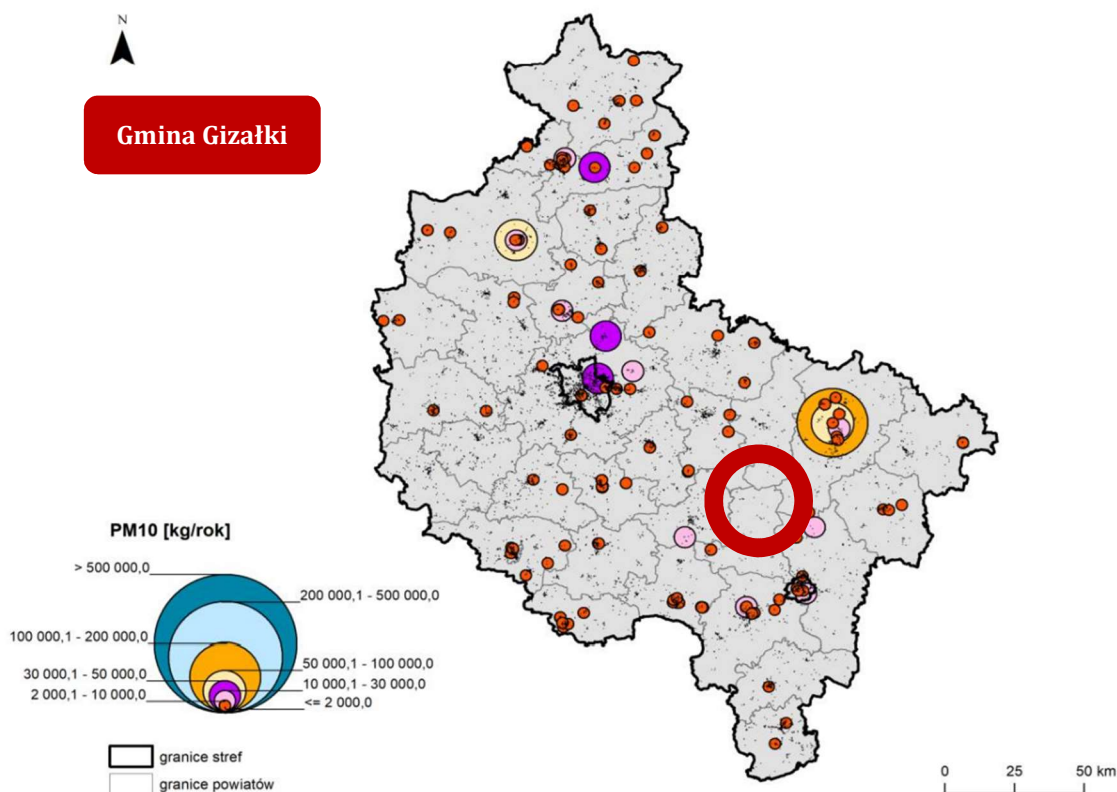 N
Gmina Gizałki
PM10 [kg/rok]
> 500 000,0
200 000,1 - 500 000,0
100 000,1 - 200 000,0
50 000,1 - 100 000,0
30 000,1 - 50 000,0
10 000,1 - 30 000,0
2 000,1 - 10 000,0
<= 2 000,0
granice stref
granice powiatów
0 25 50 km